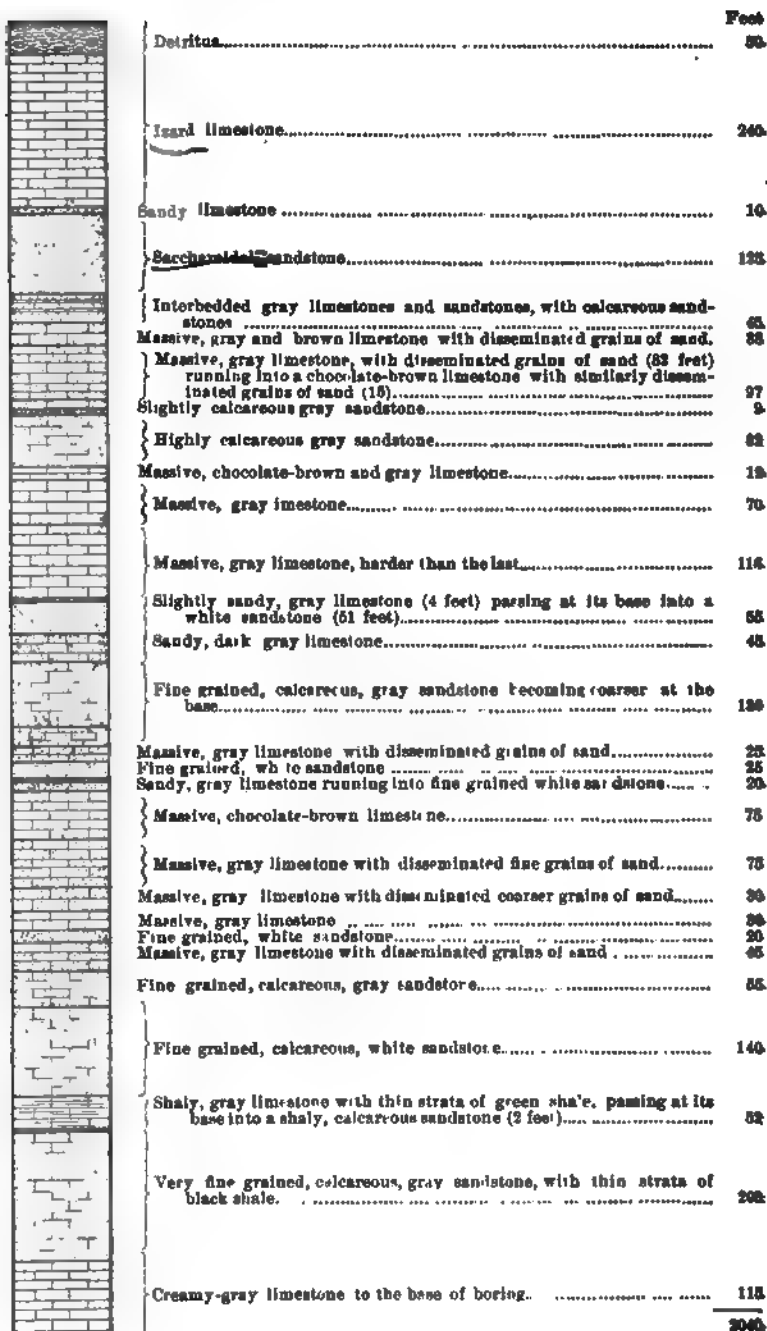 Feet
Detritus
Izard limestone 240
Sandy limestone 10
Saccharoidal sandstone
Interbedded gray limestones and sandstones, with calcareous sand-
stones
Massive, gray and brown limestone with disseminated grains of sand.
Massive, gray limestone, with disseminated grains of sand (82 feet)
running into a chocolate-brown limestone with similarly dissem-
inated grains of sand (15) 97
Slightly calcareous gray sandstone 9
Highly calcareous gray sandstone
Massive, chocolate-brown and gray limestone
Massive, gray imestone 70
Massive, gray limestone, harder than the last
Slightly sandy, gray limestone (4 feet) passing at its base into a
white sandstone (51 feet) 55
Sandy, dark gray limestone
Fine grained, calcareous, gray sandstone becoming coarser at the
base
Massive, gray limestone with disseminated grains of sand 25
Fine grained, white sandstone 25
Sandy, gray limestone running into fine grained white sandstone 20
Massive, chocolate-brown limestone 75
Massive, gray limestone with disseminated fine grains of sand 75
Massive, gray limestone with disseminated coarser grains of sand 30
Massive, gray limestone
Fine grained, white sandstone 20
Massive, gray limestone with disseminated grains of sand
Fine grained, calcareous, gray sandstone 55
Fine grained, calcareous, white sandstone 140
Shaly, gray limestone with thin strata of green shale, passing at its
base into a shaly, calcareous sandstone (2 feet) 52
Very fine grained, calcareous, gray sandstone, with thin strata of
black shale.
Creamy-gray limestone to the base of boring 115
2040